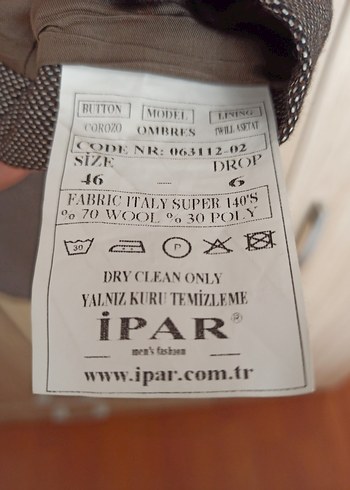 BUTTON MODEL LINING
COROZO OMBRES TWILL ASETAT
CODE NR: 063112-02
SIZE DROP
46 — 6
FABRIC ITALY SUPER 140'S
% 70 WOOL % 30 POLY
30 P
DRY CLEAN ONLY
YALNIZ KURU TEMİZLEME
İPAR®
men's fashion
www.ipar.com.tr